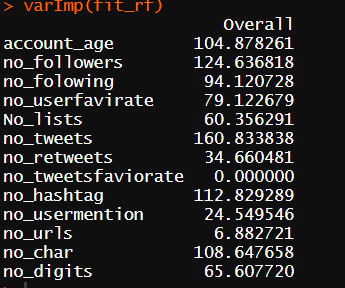 > varImp(fit_rf)
Overall
account_age 104.878261
no_followers 124.636818
no_folowing 94.120728
no_userfavirate 79.122679
No_lists 60.356291
no_tweets 160.833838
no_retweets 34.660481
no_tweetsfaviorate 0.000000
no_hashtag 112.829289
no_usermention 24.549546
no_urls 6.882721
no_char 108.647658
no_digits 65.607720